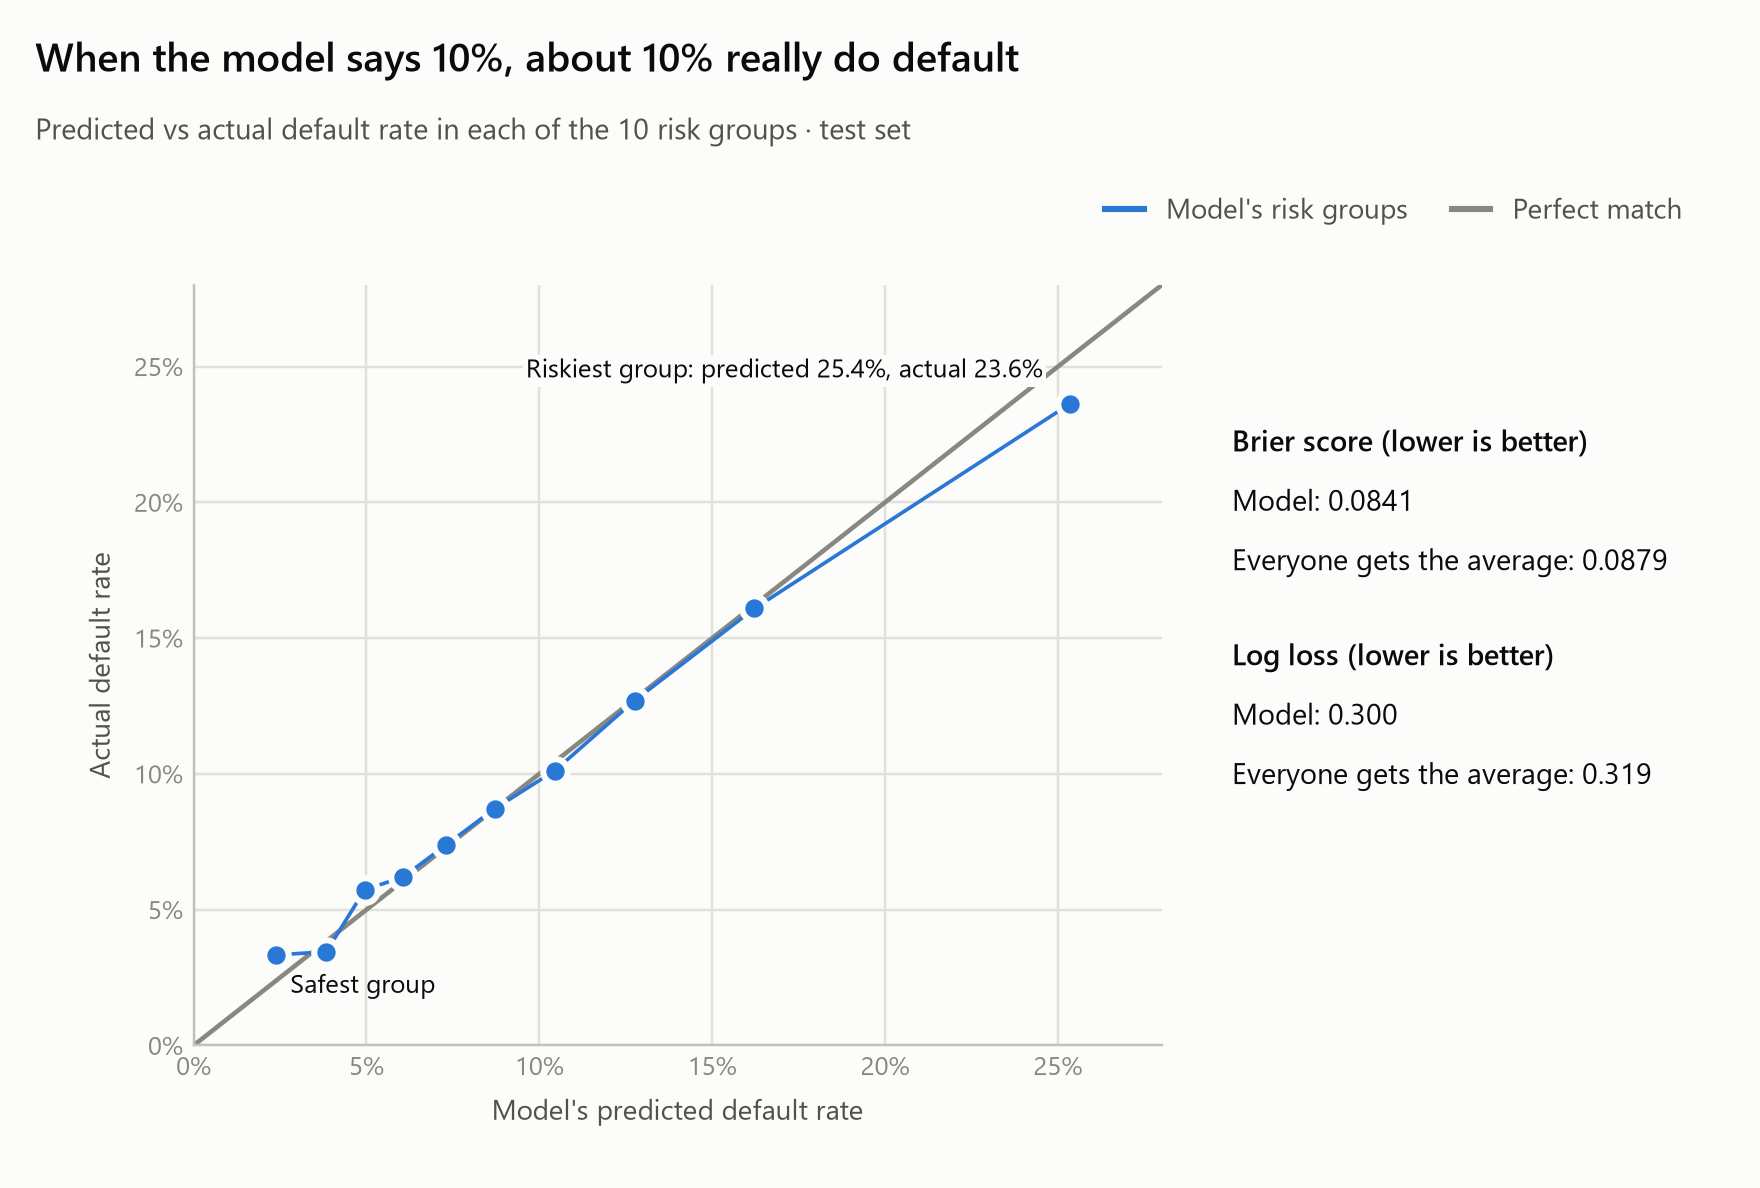 When the model says 10%, about 10% really do default
Predicted vs actual default rate in each of the 10 risk groups · test set
Model's risk groups
Perfect match
Riskiest group: predicted 25.4%, actual 23.6%
Safest group
25%
20%
15%
10%
5%
0%
Actual default rate
0%
5%
10%
15%
20%
25%
Model's predicted default rate
Brier score (lower is better)
Model: 0.0841
Everyone gets the average: 0.0879
Log loss (lower is better)
Model: 0.300
Everyone gets the average: 0.319